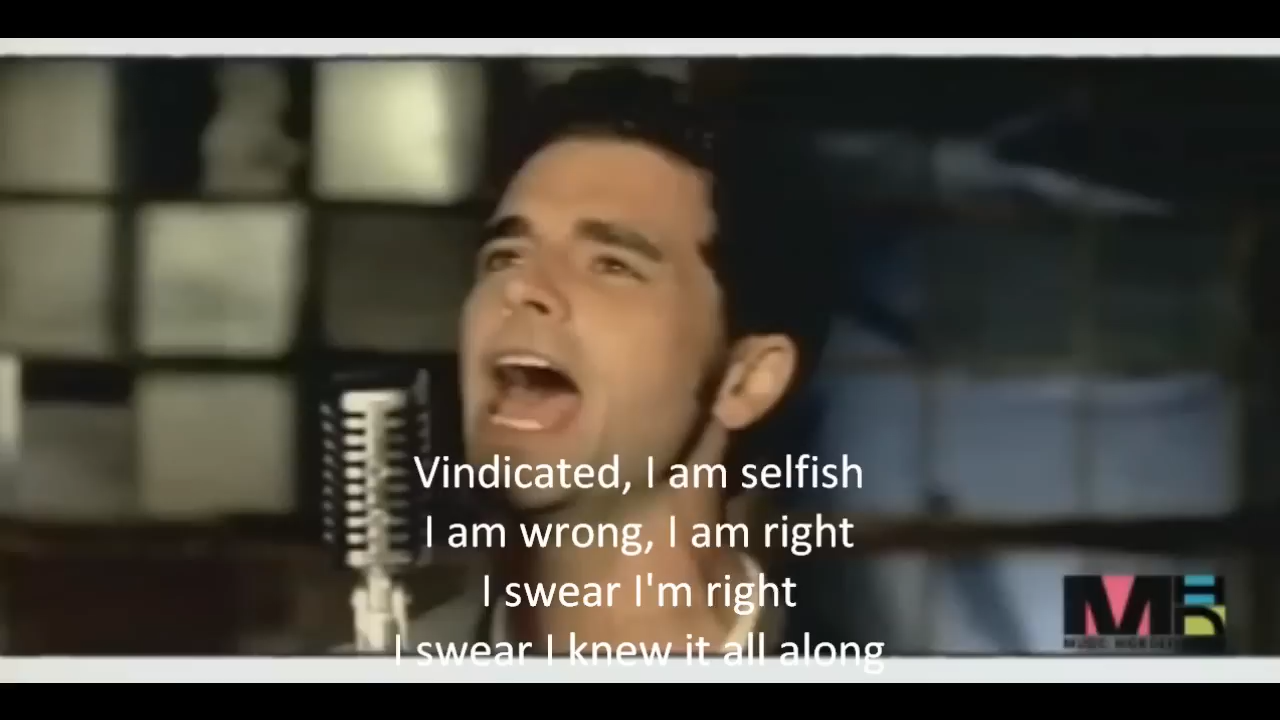 Vindicated, I am selfish
I am wrong, I am right
I swear I'm right
I swear I knew it all along